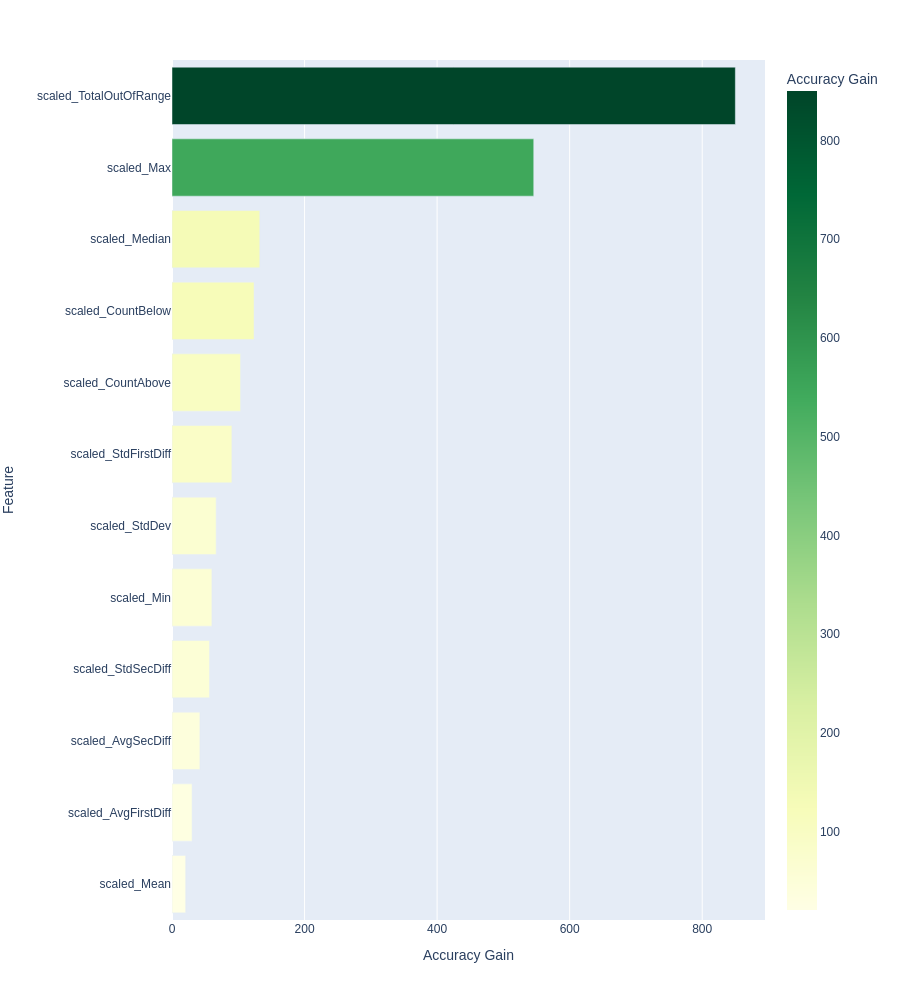 Accuracy Gain
scaled_TotalOutOfRange
scaled_Max
scaled_Median
scaled_CountBelow
scaled_CountAbove
scaled_StdFirstDiff
scaled_StdDev
scaled_Min
scaled_StdSecDiff
scaled_AvgSecDiff
scaled_AvgFirstDiff
scaled_Mean
Feature
0 200 400 600 800
Accuracy Gain
800
700
600
500
400
300
200
100